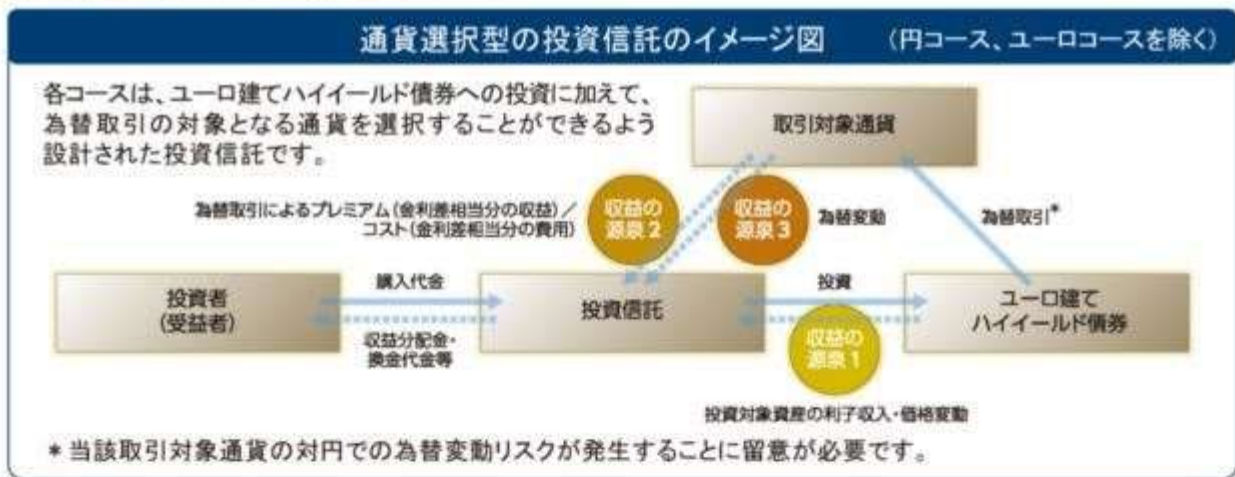 通貨選択型の投資信託のイメージ図 (円コース、ユーロコースを除く)
各コースは、ユーロ建てハイイールド債券への投資に加えて、
為替取引の対象となる通貨を選択することができるよう
設計された投資信託です。
取引対象通貨
為替取引によるプレミアム(金利差相当分の収益)/
コスト(金利差相当分の費用)
収益の
源泉2
収益の
源泉3
為替変動
為替取引*
投資者
(受益者)
購入代金
収益分配金・
換金代金等
投資信託
投資
収益の
源泉1
ユーロ建て
ハイイールド債券
投資対象資産の利子収入・価格変動
*当該取引対象通貨の対円での為替変動リスクが発生することに留意が必要です。